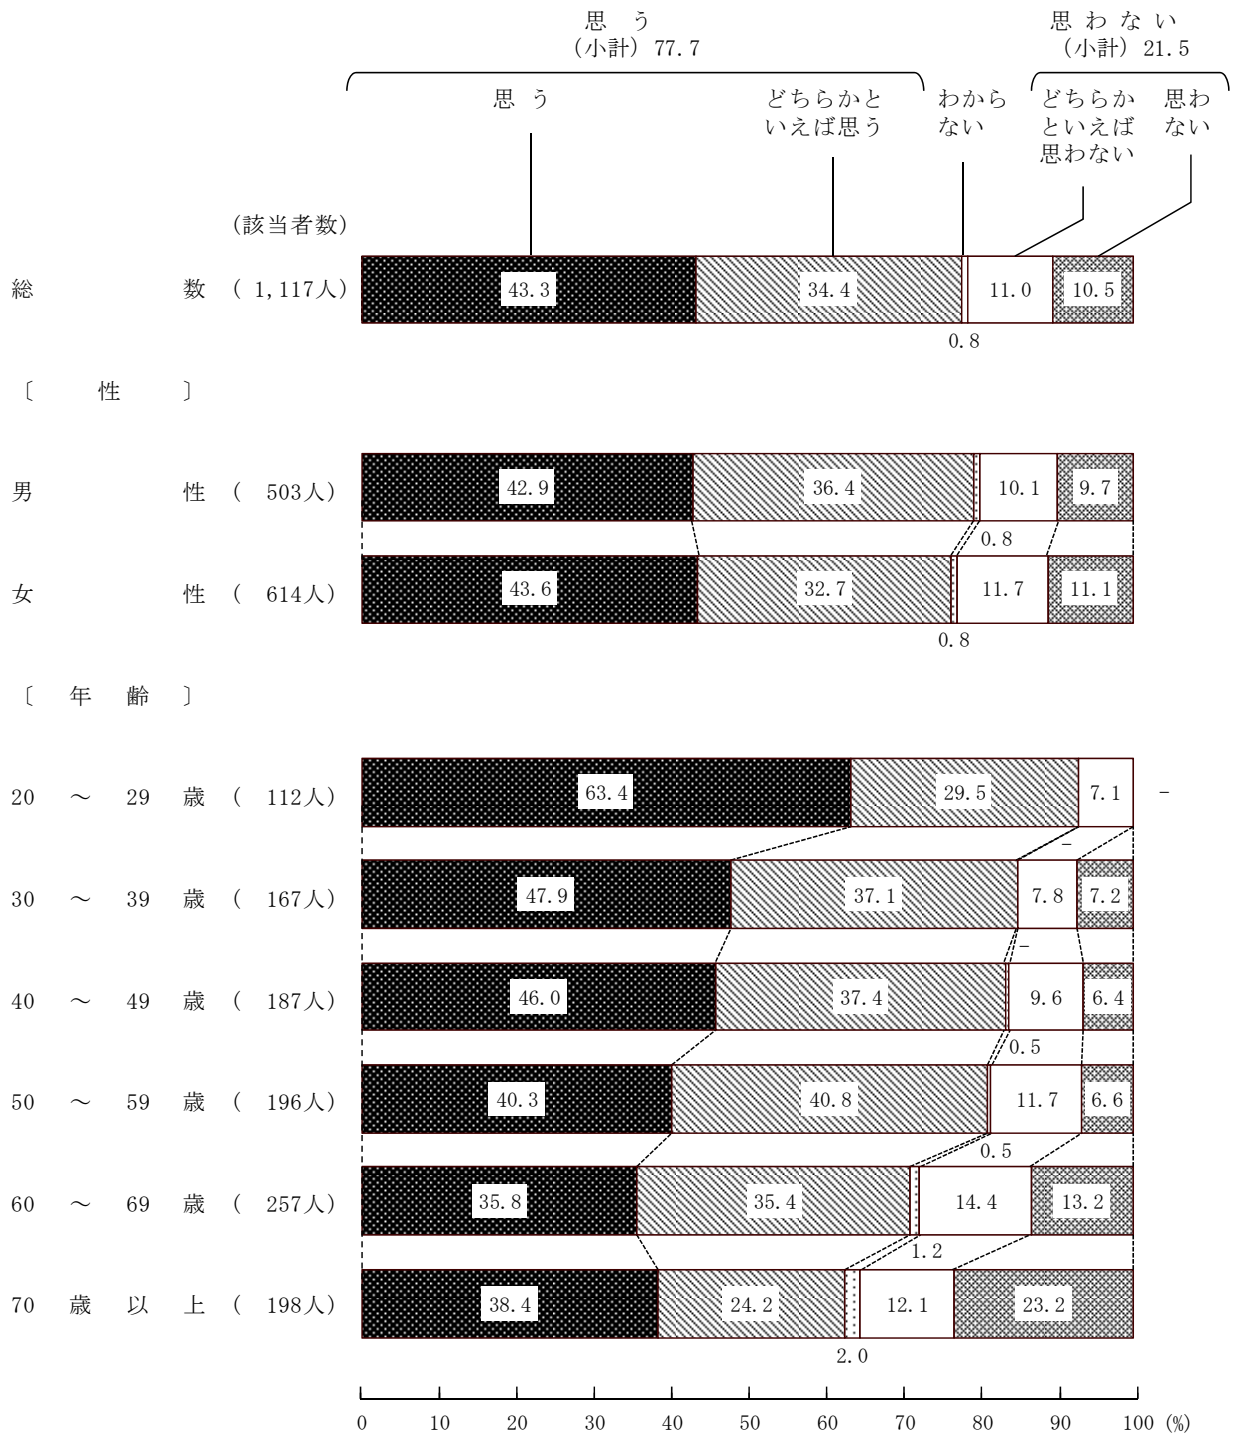 思 う
(小計) 77.7
思 わ な い
(小計) 21.5
思 う
どちらかと
いえば思う
わから
ない
どちらか
といえば
思わない
思わ
ない
(該当者数)
総 数 ( 1,117人) 43.3 34.4 11.0 10.5
0.8
〔 性 〕
男 性 ( 503人) 42.9 36.4 10.1 9.7
0.8
女 性 ( 614人) 43.6 32.7 11.7 11.1
0.8
〔 年 齢 〕
20 ～ 29 歳 ( 112人) 63.4 29.5 7.1 -
-
30 ～ 39 歳 ( 167人) 47.9 37.1 7.8 7.2
-
40 ～ 49 歳 ( 187人) 46.0 37.4 9.6 6.4
0.5
50 ～ 59 歳 ( 196人) 40.3 40.8 11.7 6.6
0.5
60 ～ 69 歳 ( 257人) 35.8 35.4 14.4 13.2
1.2
70 歳 以 上 ( 198人) 38.4 24.2 12.1 23.2
2.0
0 10 20 30 40 50 60 70 80 90 100 (%)